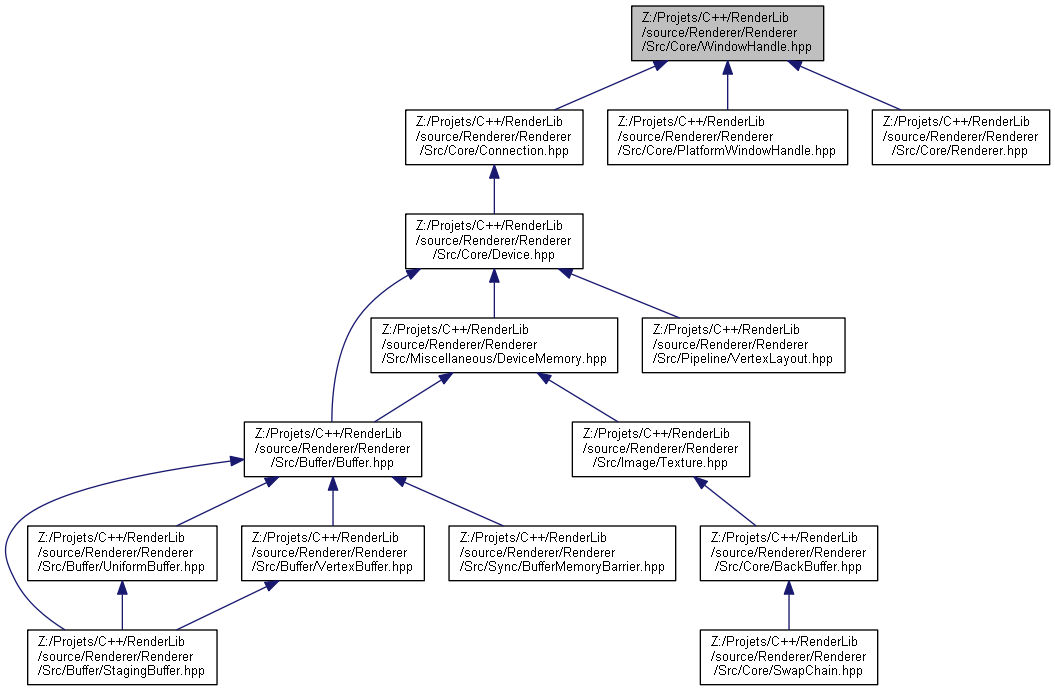 Z:/Projets/C++/RenderLib
/source/Renderer/Renderer
/Src/Core/WindowHandle.hpp
Z:/Projets/C++/RenderLib
/source/Renderer/Renderer
/Src/Core/Connection.hpp
Z:/Projets/C++/RenderLib
/source/Renderer/Renderer
/Src/Core/PlatformWindowHandle.hpp
Z:/Projets/C++/RenderLib
/source/Renderer/Renderer
/Src/Core/Renderer.hpp
Z:/Projets/C++/RenderLib
/source/Renderer/Renderer
/Src/Core/Device.hpp
Z:/Projets/C++/RenderLib
/source/Renderer/Renderer
/Src/Miscellaneous/DeviceMemory.hpp
Z:/Projets/C++/RenderLib
/source/Renderer/Renderer
/Src/Pipeline/VertexLayout.hpp
Z:/Projets/C++/RenderLib
/source/Renderer/Renderer
/Src/Buffer/Buffer.hpp
Z:/Projets/C++/RenderLib
/source/Renderer/Renderer
/Src/Image/Texture.hpp
Z:/Projets/C++/RenderLib
/source/Renderer/Renderer
/Src/Buffer/UniformBuffer.hpp
Z:/Projets/C++/RenderLib
/source/Renderer/Renderer
/Src/Buffer/VertexBuffer.hpp
Z:/Projets/C++/RenderLib
/source/Renderer/Renderer
/Src/Sync/BufferMemoryBarrier.hpp
Z:/Projets/C++/RenderLib
/source/Renderer/Renderer
/Src/Core/BackBuffer.hpp
Z:/Projets/C++/RenderLib
/source/Renderer/Renderer
/Src/Buffer/StagingBuffer.hpp
Z:/Projets/C++/RenderLib
/source/Renderer/Renderer
/Src/Core/SwapChain.hpp